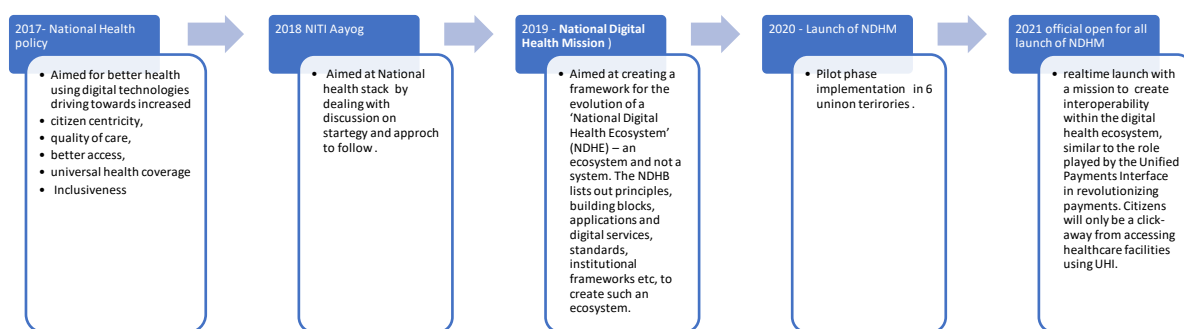 2017- National Health
policy
• Aimed for better health
using digital technologies
driving towards increased
• citizen centricity,
• quality of care,
• better access,
• universal health coverage
• Inclusiveness
2018 NITI Aayog
• Aimed at National
health stack by
dealing with
discussion on
startegy and approch
to follow .
2019 - National Digital
Health Mission )
• Aimed at creating a
framework for the
evolution of a
‘National Digital
Health Ecosystem’
(NDHE) – an
ecosystem and not a
system. The NDHB
lists out principles,
building blocks,
applications and
digital services,
standards,
institutional
frameworks etc, to
create such an
ecosystem.
2020 - Launch of NDHM
• Pilot phase
implementation in 6
uninon terirories .
2021 official open for all
launch of NDHM
• realtime launch with
a mission to create
interoperability
within the digital
health ecosystem,
similar to the role
played by the Unified
Payments Interface
in revolutionizing
payments. Citizens
will only be a click-
away from accessing
healthcare facilities
using UHI.